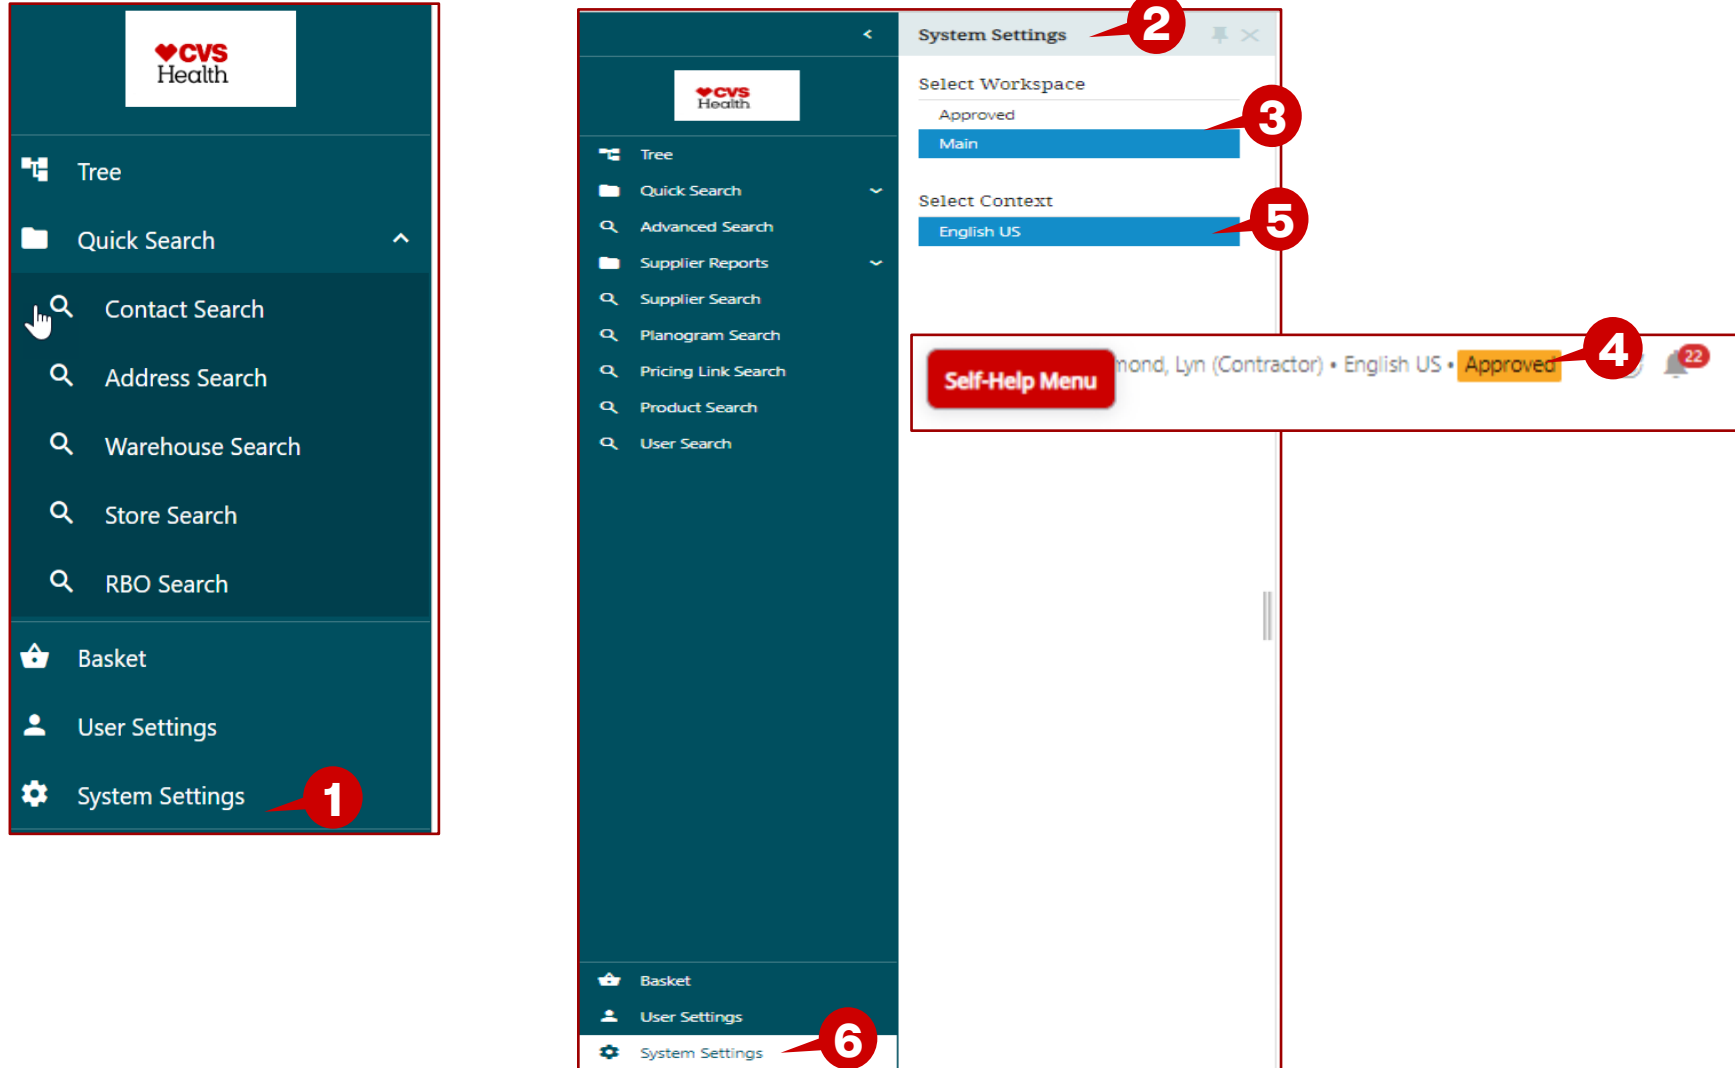 CVS
Health
Tree
Quick Search
Contact Search
Address Search
Warehouse Search
Store Search
RBO Search
Basket
User Settings
System Settings
1
CVS
Health
Tree
Quick Search
Advanced Search
Supplier Reports
Supplier Search
Planogram Search
Pricing Link Search
Product Search
User Search
Basket
User Settings
System Settings
6
System Settings
2
Select Workspace
Approved
3
Main
Select Context
5
English US
Self-Help Menu
mond, Lyn (Contractor) • English US • Approved
4
22